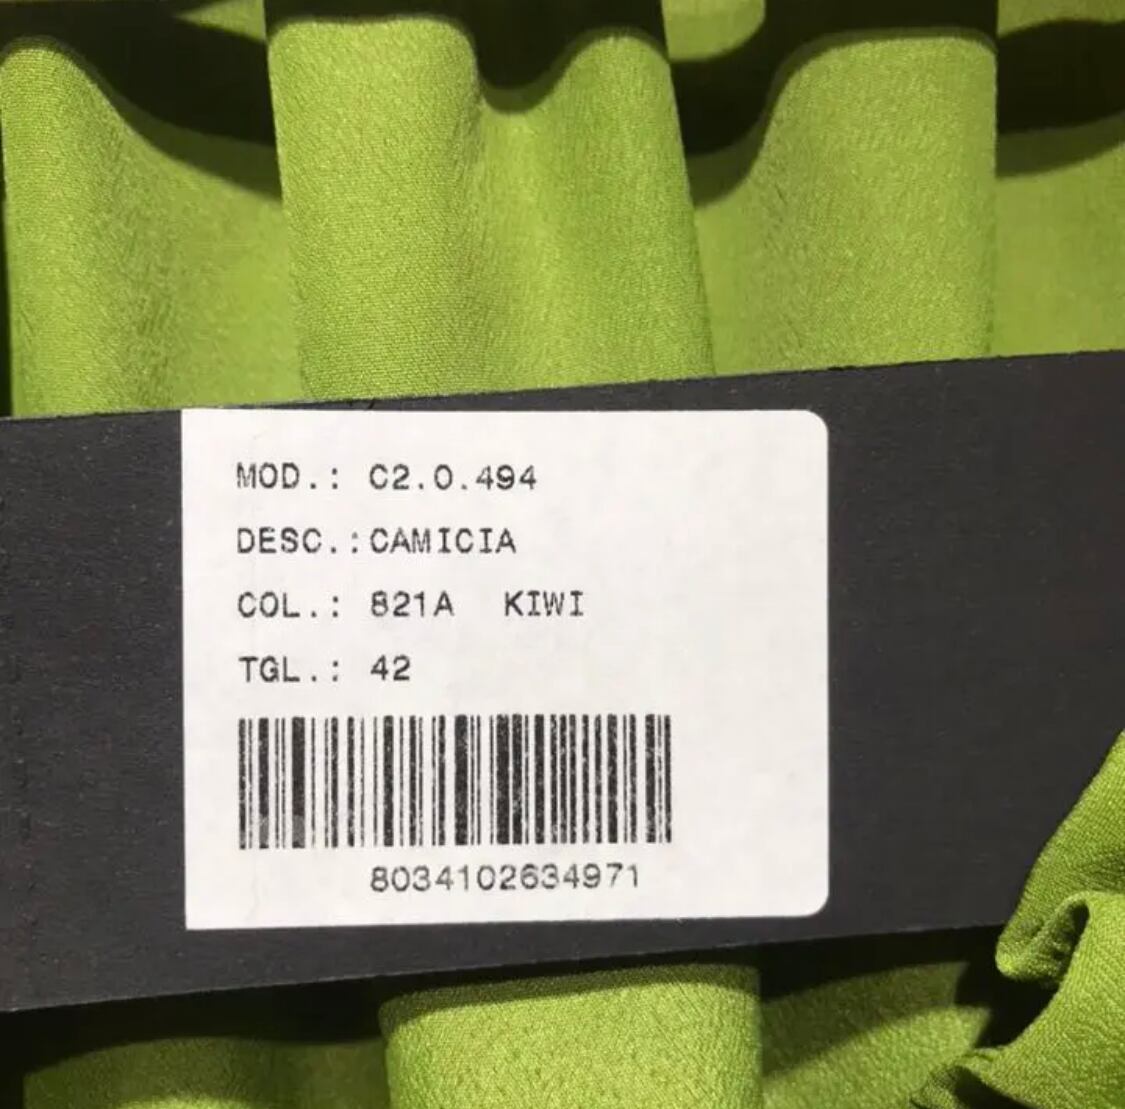 MOD.: C2.0.494
DESC.:CAMICIA
COL.: 821A KIWI
TGL.: 42
8034102634971